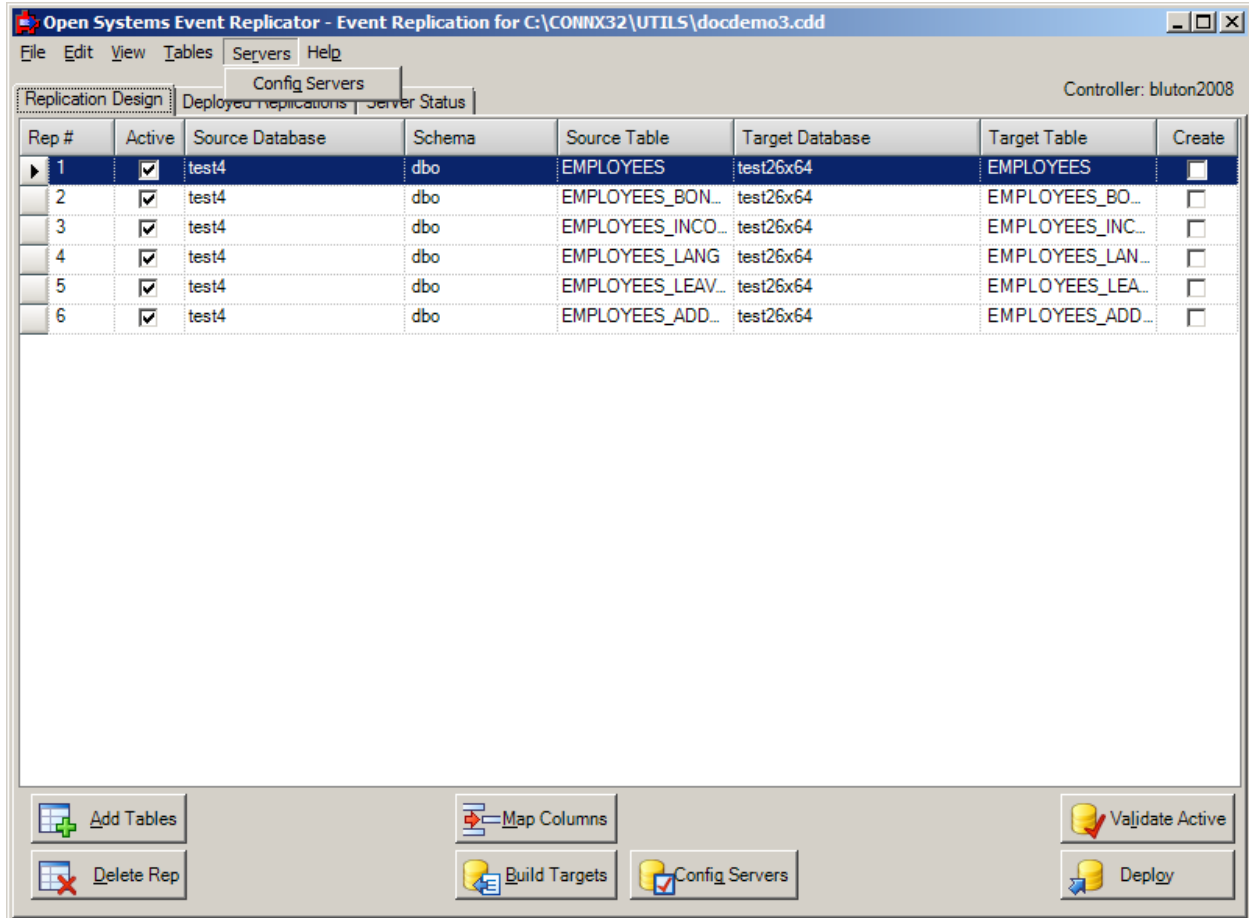 Open Systems Event Replicator - Event Replication for C:\CONNX32\UTILS\docdemo3.cdd
File Edit View Tables Servers Help
Config Servers
Controller: bluton2008
Replication Design Deployed Replications Server Status
Rep # Active Source Database Schema Source Table Target Database Target Table Create
1 test4 dbo EMPLOYEES test26x64 EMPLOYEES
2 test4 dbo EMPLOYEES_BON... test26x64 EMPLOYEES_BO...
3 test4 dbo EMPLOYEES_INCO... test26x64 EMPLOYEES_INC...
4 test4 dbo EMPLOYEES_LANG test26x64 EMPLOYEES_LAN...
5 test4 dbo EMPLOYEES_LEAV... test26x64 EMPLOYEES_LEA...
6 test4 dbo EMPLOYEES_ADD... test26x64 EMPLOYEES_ADD...
Add Tables Map Columns Validate Active
Delete Rep Build Targets Config Servers Deploy